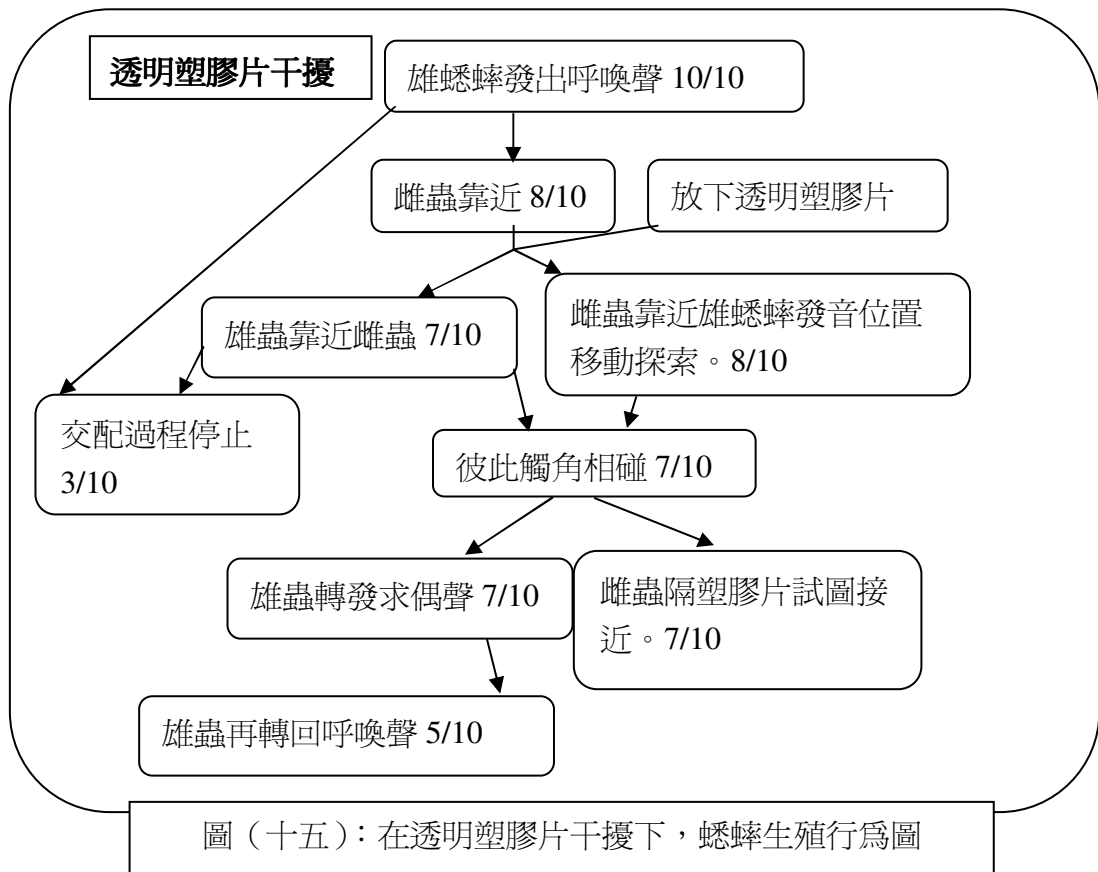 透明塑膠片干擾
雄蟋蟀發出呼喚聲 10/10
雌蟲靠近 8/10
放下透明塑膠片
雄蟲靠近雌蟲 7/10
雌蟲靠近雄蟋蟀發音位置
移動探索。8/10
交配過程停止
3/10
彼此觸角相碰 7/10
雄蟲轉發求偶聲 7/10
雌蟲隔塑膠片試圖接
近。7/10
雄蟲再轉回呼喚聲 5/10
圖（十五）：在透明塑膠片干擾下，蟋蟀生殖行為圖